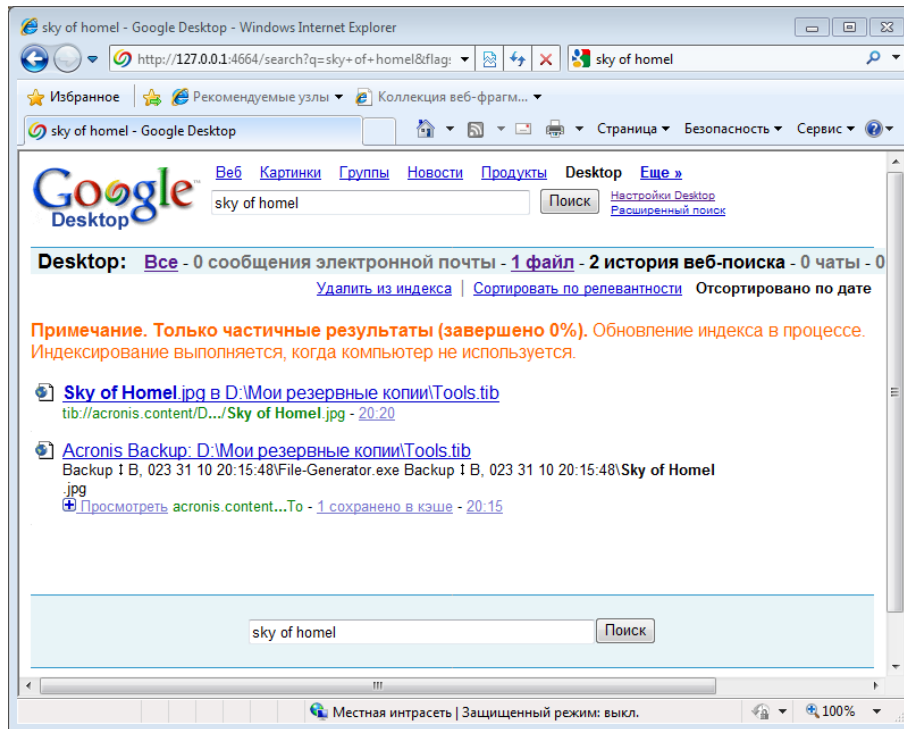 sky of homel - Google Desktop - Windows Internet Explorer
http://127.0.0.1:4664/search?q=sky+of+homel&flag: sky of homel
Избранное Рекомендуемые узлы Коллекция веб-фрагм...
sky of homel - Google Desktop Страница Безопасность Сервис
Google Desktop
Веб Картинки Группы Новости Продукты Desktop Еще »
sky of homel Поиск
Настройки Desktop
Расширенный поиск
Desktop: Все - 0 сообщения электронной почты - 1 файл - 2 история веб-поиска - 0 чаты - 0
Удалить из индекса | Сортировать по релевантности Отсортировано по дате
Примечание. Только частичные результаты (завершено 0%). Обновление индекса в процессе.
Индексирование выполняется, когда компьютер не используется.
Sky of Homel.jpg в D:\Мои резервные копии\Tools.tib
tib://acronis.content/D.../Sky of Homel.jpg - 20:20
Acronis Backup: D:\Мои резервные копии\Tools.tib
Backup ↨ B, 023 31 10 20:15:48\File-Generator.exe Backup ↨ B, 023 31 10 20:15:48\Sky of Homel
.jpg
Просмотреть acronis.content...To - 1 сохранено в кэше - 20:15
sky of homel Поиск
Местная интрасеть | Защищенный режим: выкл. 100%